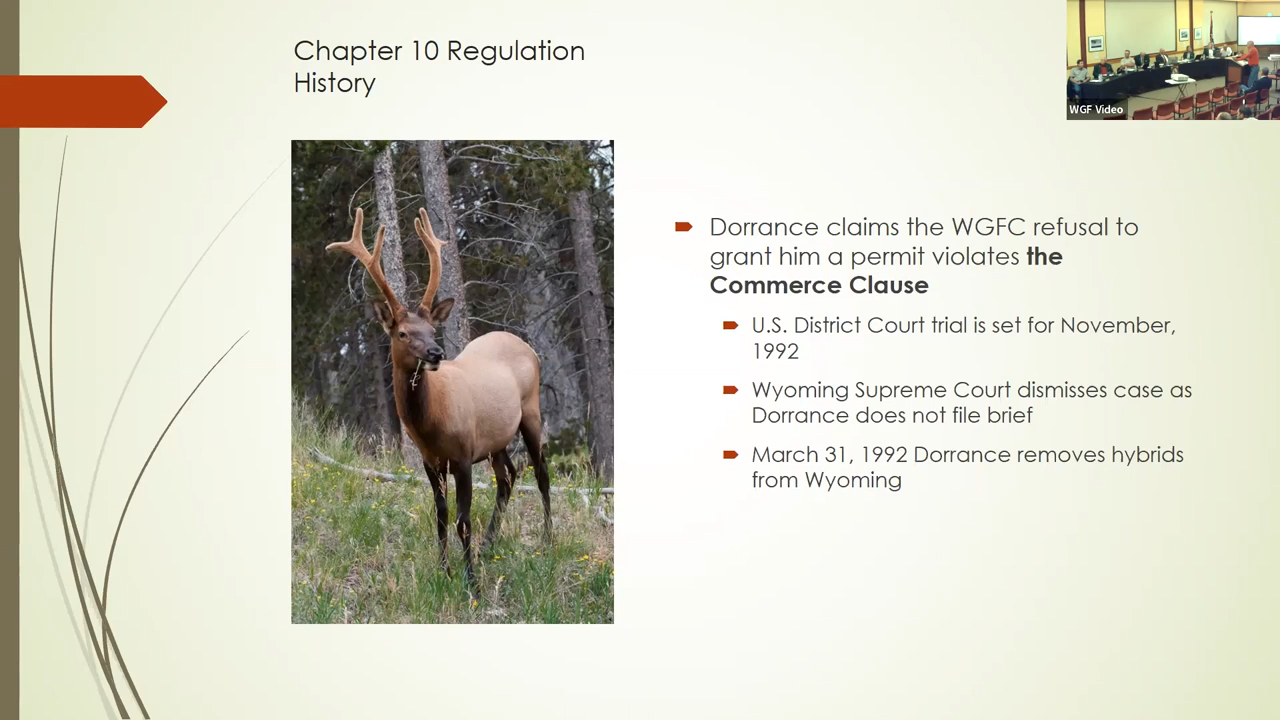 Chapter 10 Regulation
History
WGF Video
Dorrance claims the WGFC refusal to
grant him a permit violates the
Commerce Clause
U.S. District Court trial is set for November,
1992
Wyoming Supreme Court dismisses case as
Dorrance does not file brief
March 31, 1992 Dorrance removes hybrids
from Wyoming